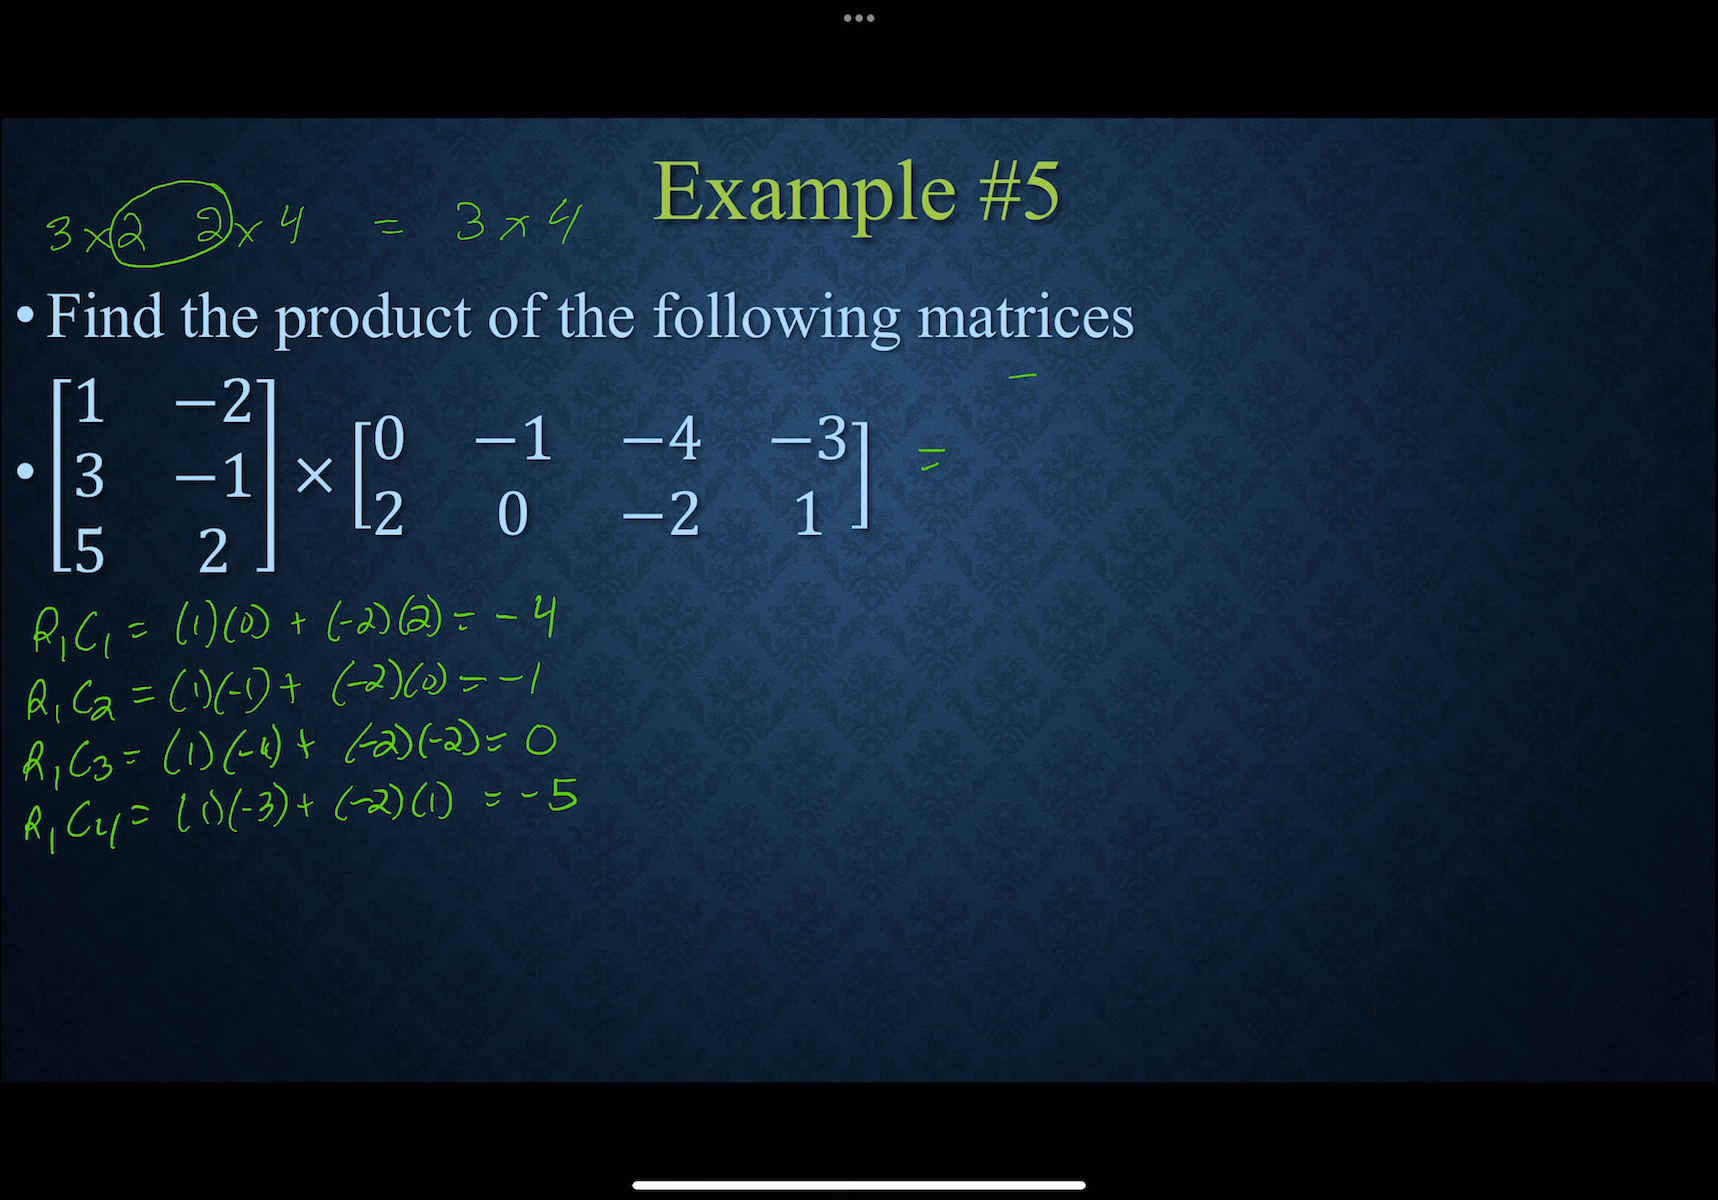 Example #5
3 x 2 2 x 4 = 3 x 4
• Find the product of the following matrices
• [1 −2; 3 −1; 5 2] × [0 −1 −4 −3; 2 0 −2 1] =
R₁C₁ = (1)(0) + (-2)(2) = -4
R₁C₂ = (1)(-1) + (-2)(0) = -1
R₁C₃ = (1)(-4) + (-2)(-2) = 0
R₁C₄ = (1)(-3) + (-2)(1) = -5